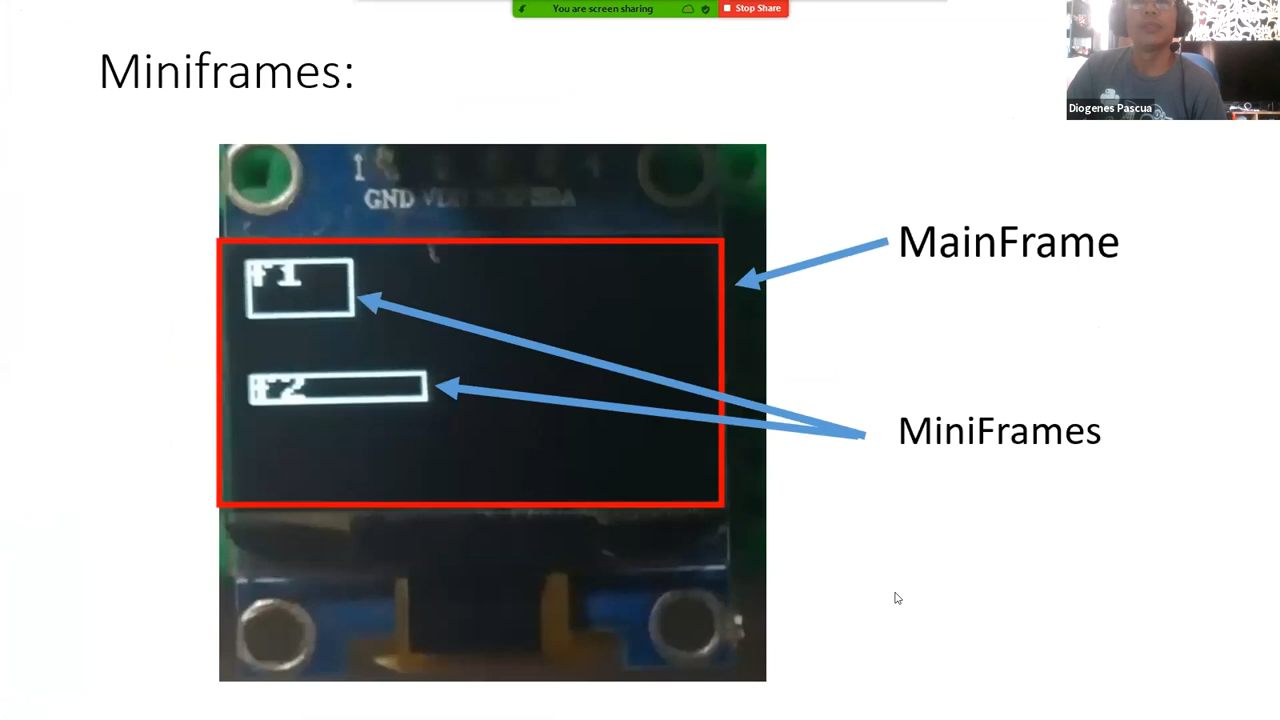 You are screen sharing
Stop Share
Miniframes:
Diogenes Pascua
GND
F1
F2
MainFrame
MiniFrames